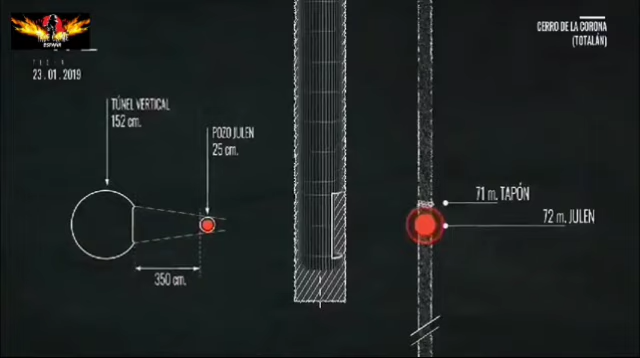 ESPAÑA
23.01.2019
CERRO DE LA CORONA
(TOTALÁN)
TÚNEL VERTICAL
152 cm.
POZO JULEN
25 cm.
350 cm.
71 m. TAPÓN
72 m. JULEN